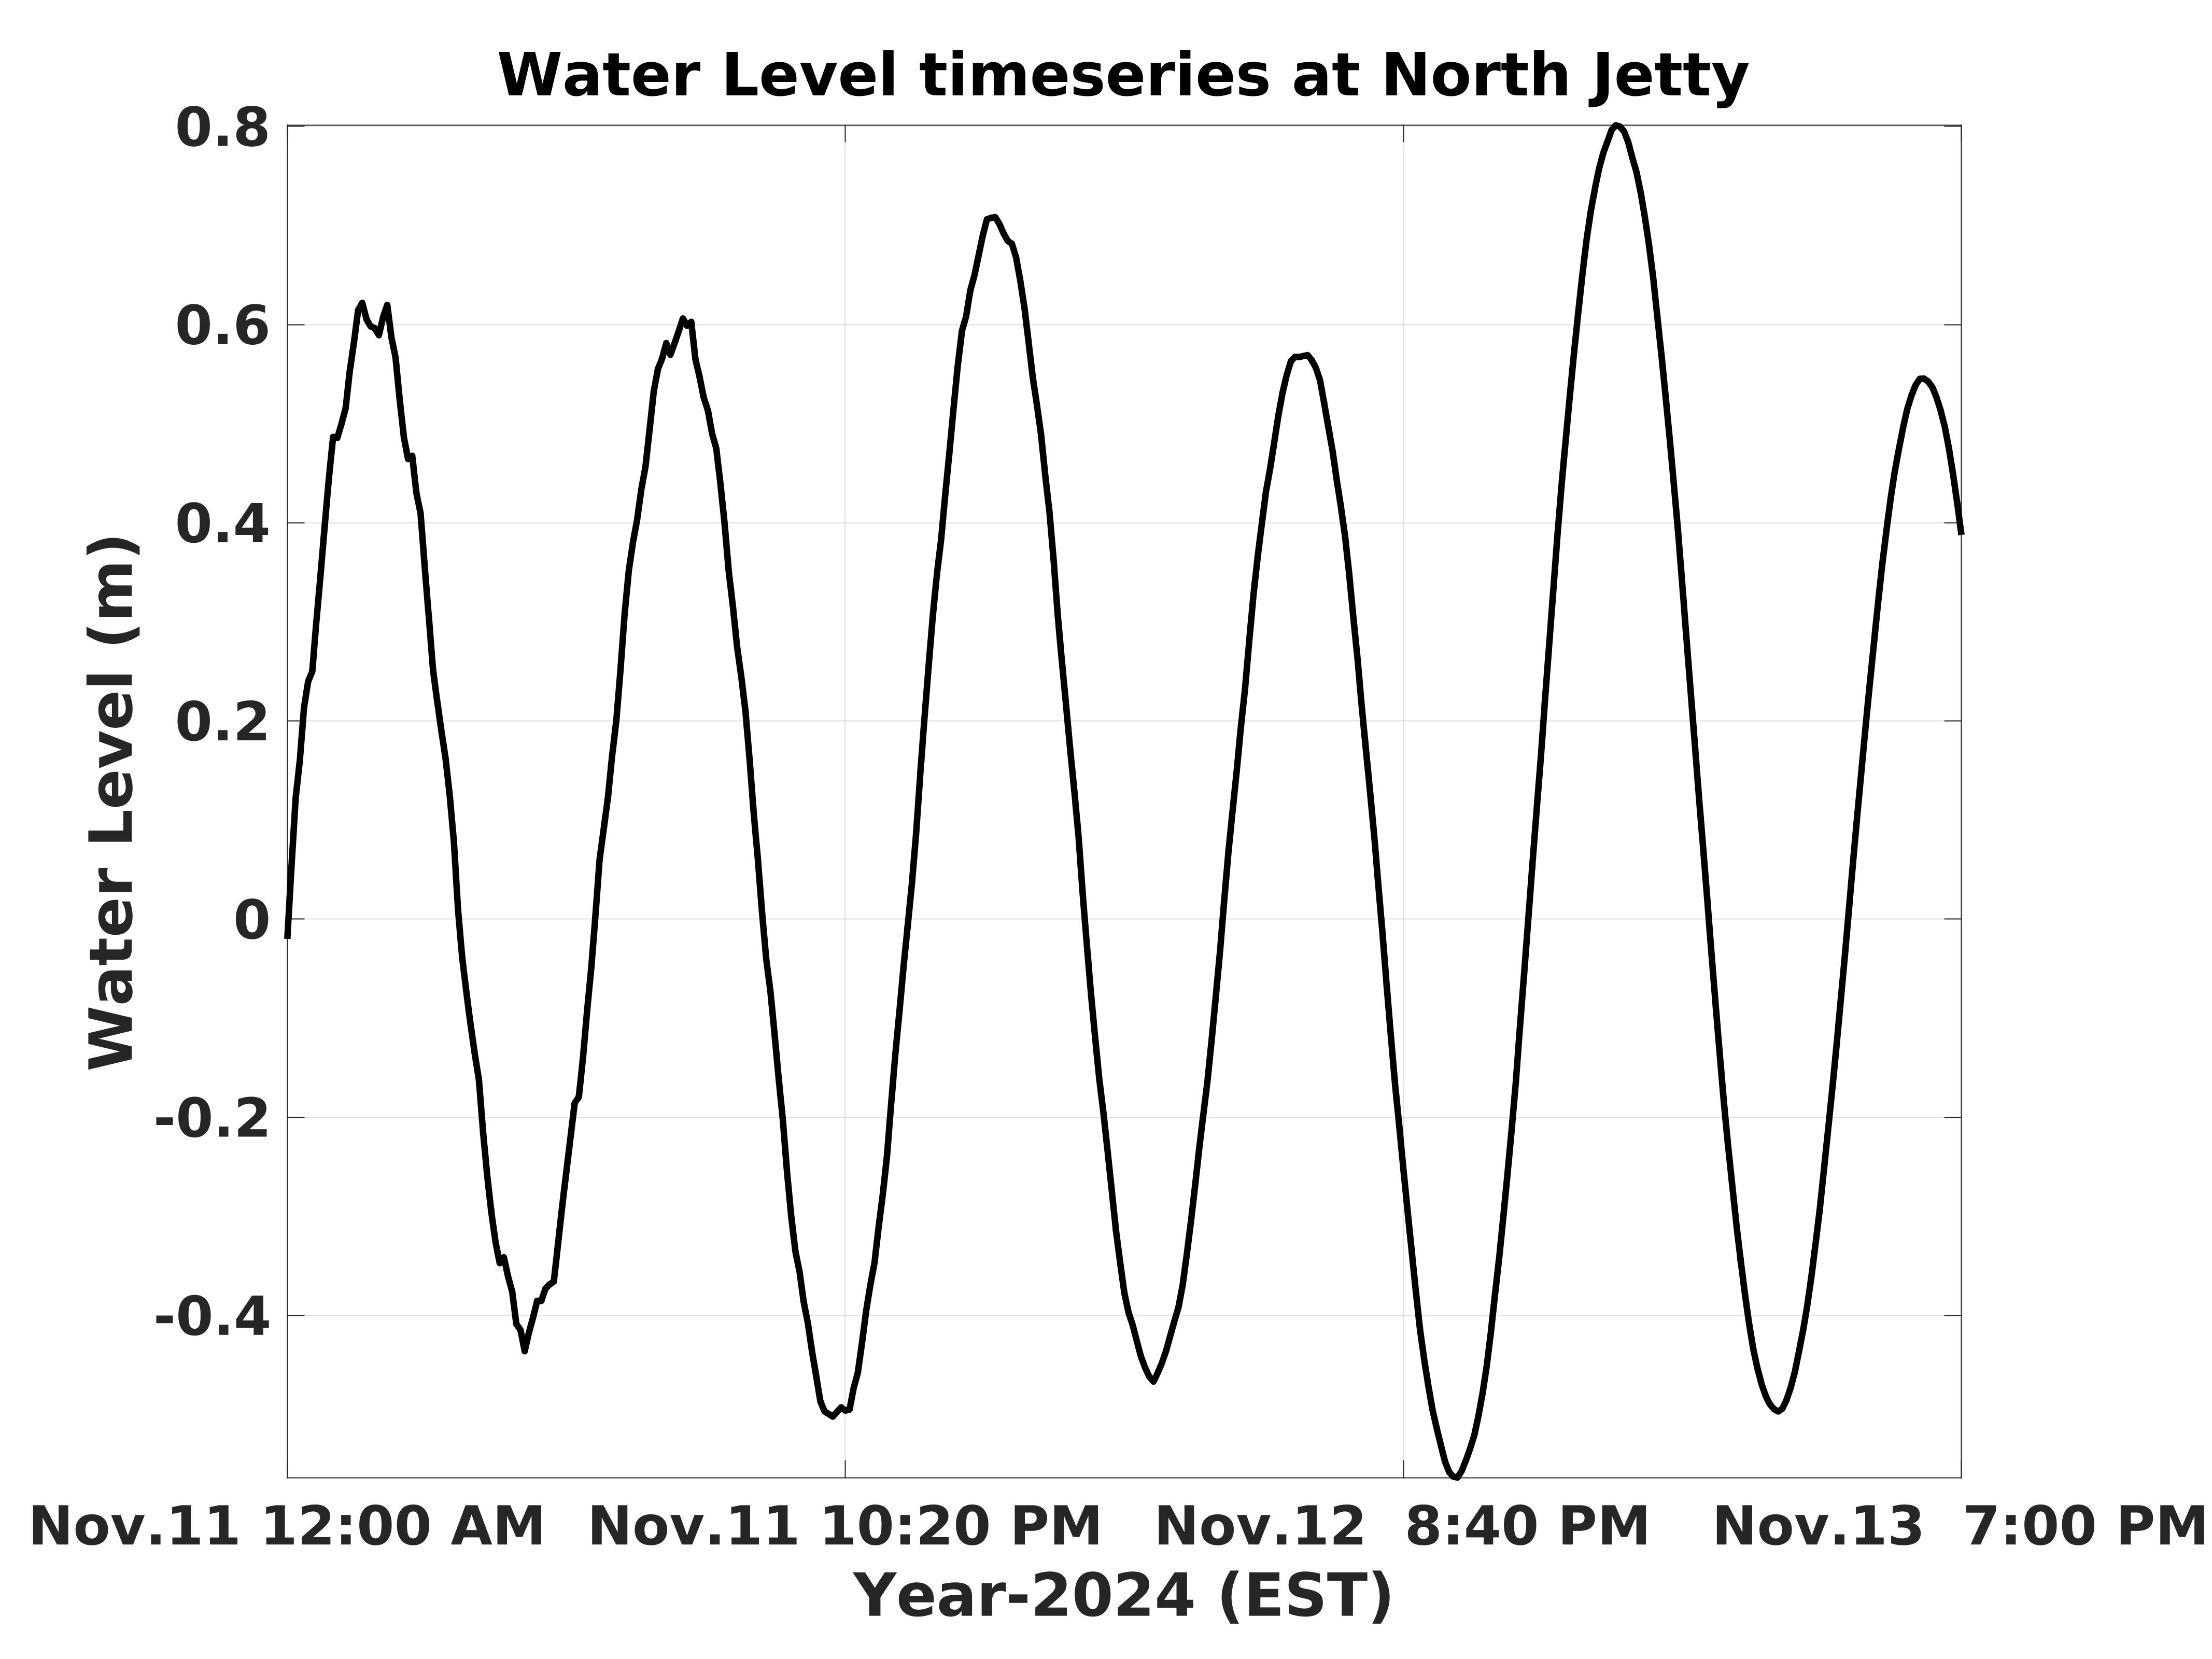 Water Level timeseries at North Jetty
0.8
0.6
0.4
0.2
0
-0.2
-0.4
Water Level (m)
Nov.11 12:00 AM Nov.11 10:20 PM Nov.12 8:40 PM Nov.13 7:00 PM
Year-2024 (EST)